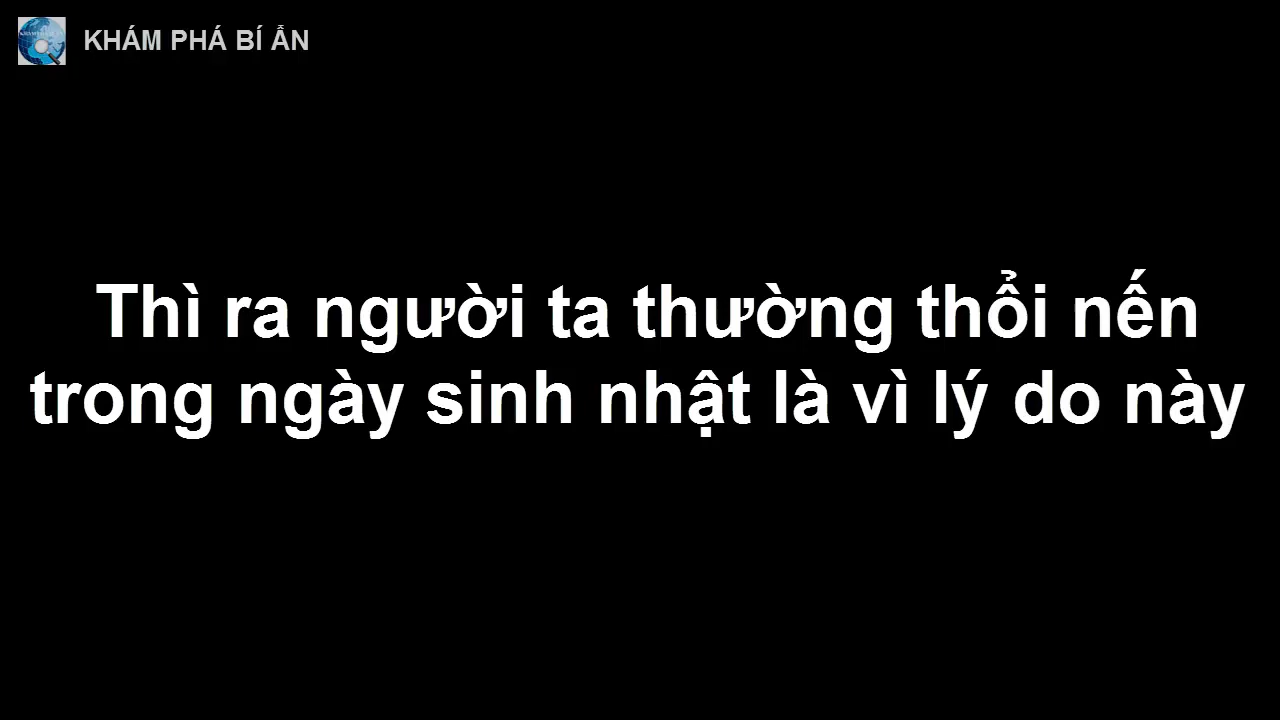 KHÁM PHÁ BÍ ẨN
Thì ra người ta thường thổi nến
trong ngày sinh nhật là vì lý do này